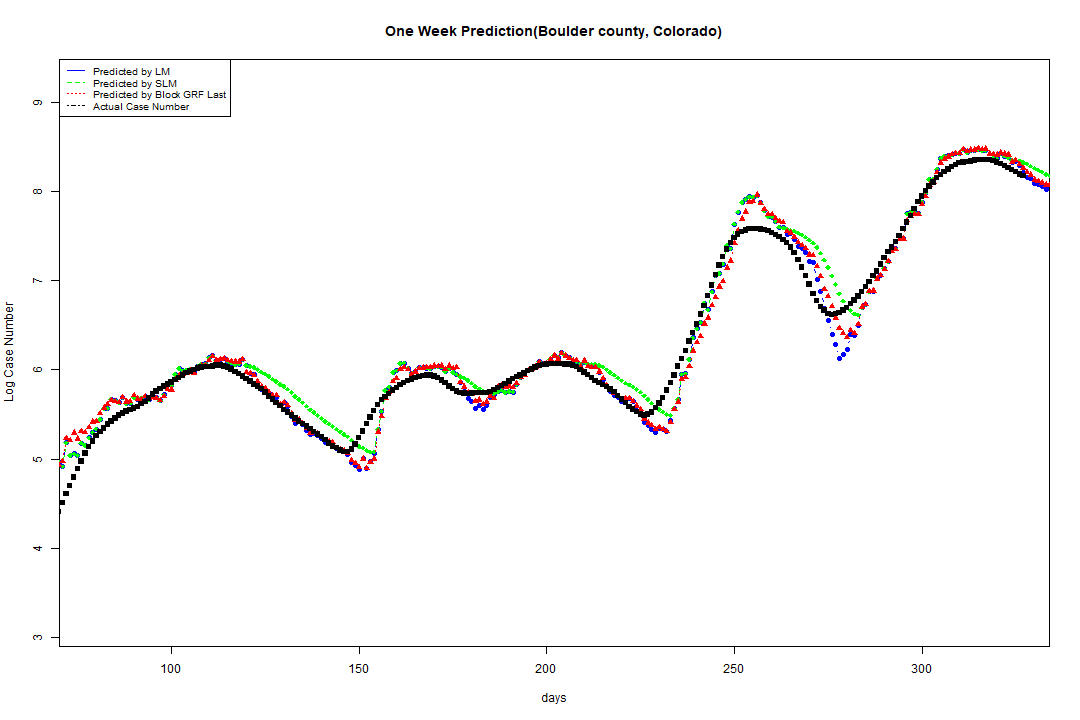 One Week Prediction(Boulder county, Colorado)
Predicted by LM
Predicted by SLM
Predicted by Block GRF Last
Actual Case Number
9
8
7
6
5
4
3
Log Case Number
100 150 200 250 300
days